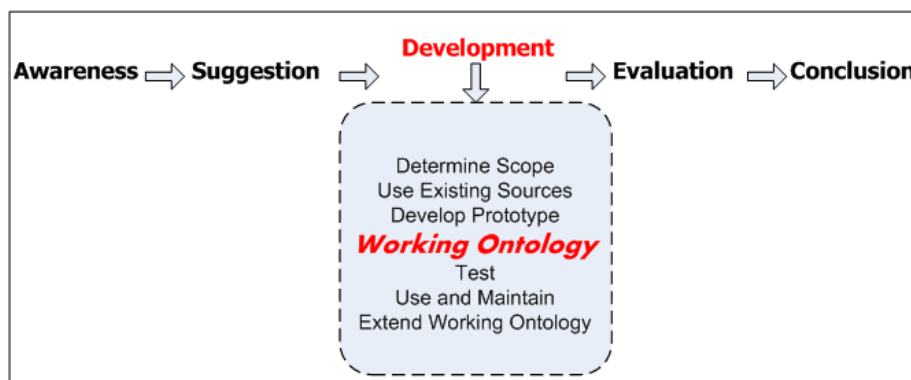 Development
Awareness Suggestion Evaluation Conclusion
Determine Scope
Use Existing Sources
Develop Prototype
Working Ontology
Test
Use and Maintain
Extend Working Ontology